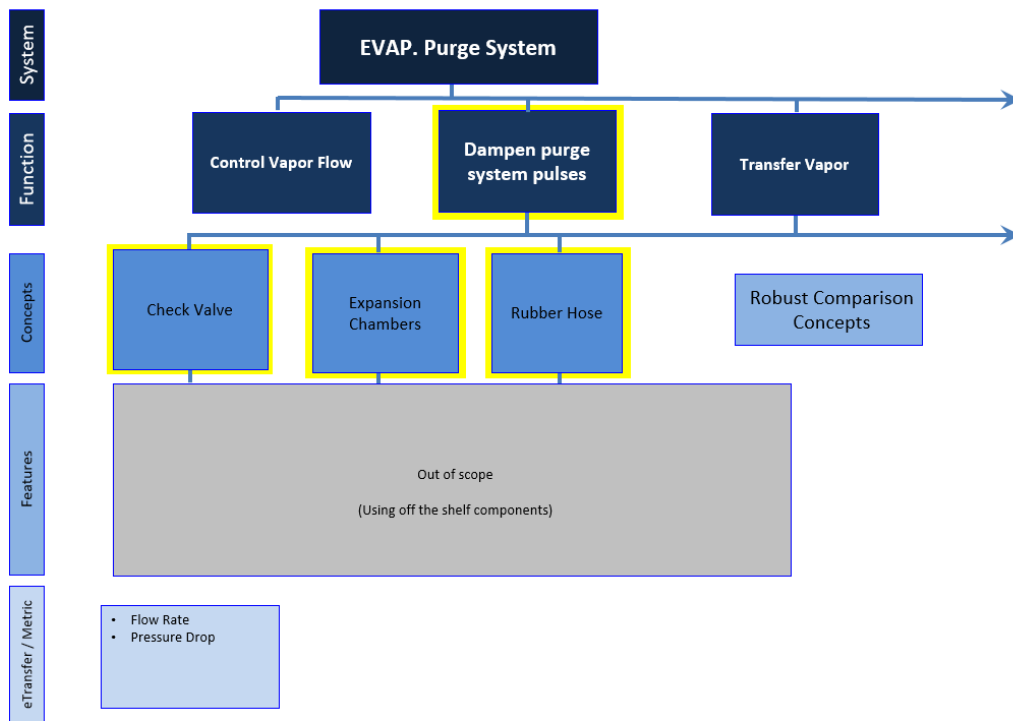 System
EVAP. Purge System
Function
Control Vapor Flow
Dampen purge
system pulses
Transfer Vapor
Concepts
Check Valve
Expansion
Chambers
Rubber Hose
Robust Comparison
Concepts
Features
Out of scope
(Using off the shelf components)
eTransfer / Metric
• Flow Rate
• Pressure Drop